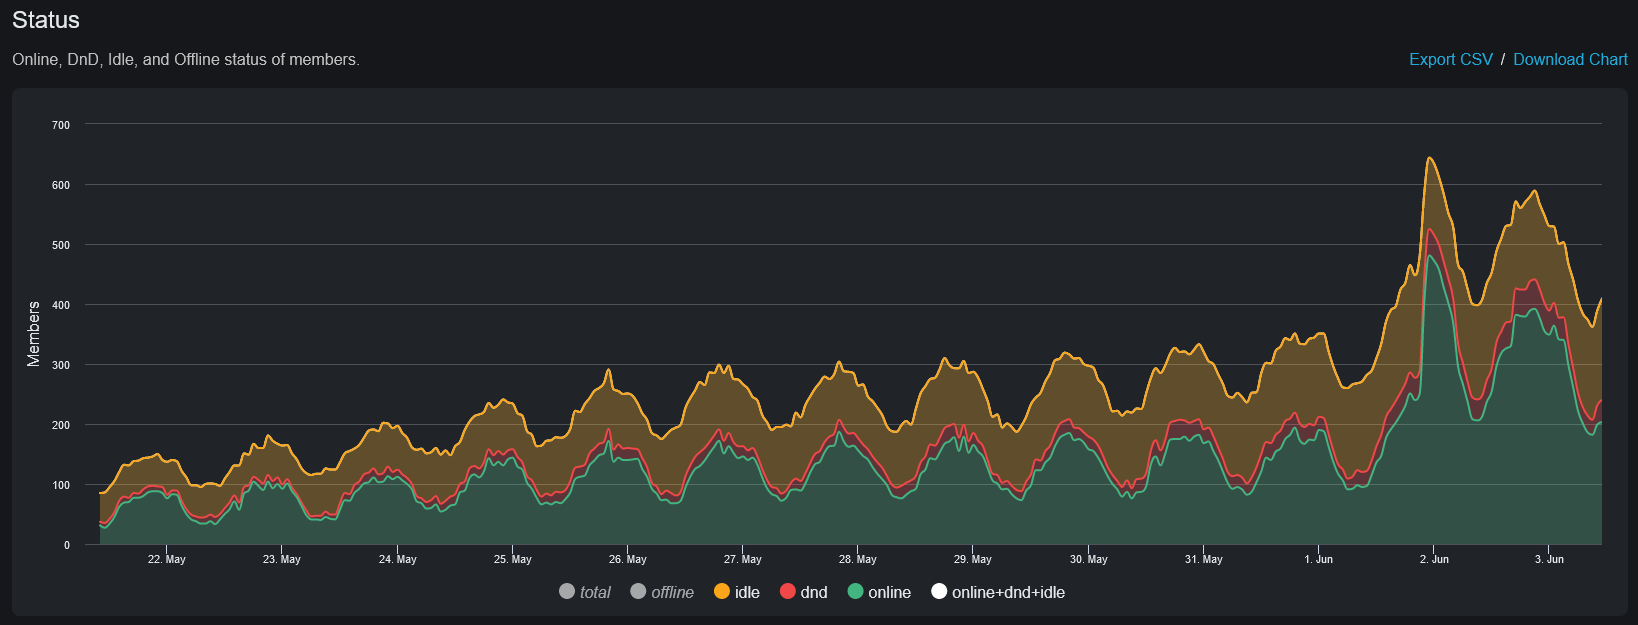 Status
Online, DnD, Idle, and Offline status of members.
Export CSV / Download Chart
700
600
500
400
300
200
100
0
Members
22. May 23. May 24. May 25. May 26. May 27. May 28. May 29. May 30. May 31. May 1. Jun 2. Jun 3. Jun
total offline idle dnd online online+dnd+idle